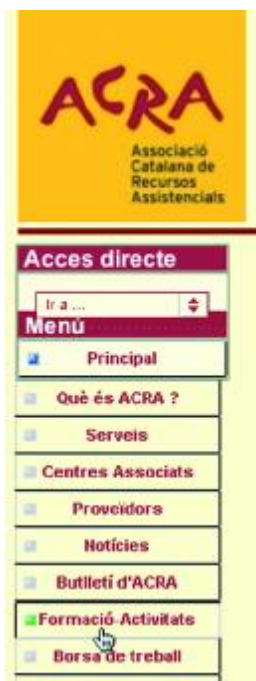 ACRA
Associació
Catalana de
Recursos
Assistencials
Acces directe
Ir a ...
Menú
Principal
Què és ACRA ?
Serveis
Centres Associats
Proveïdors
Notícies
Butlletí d'ACRA
Formació-Activitats
Borsa de treball